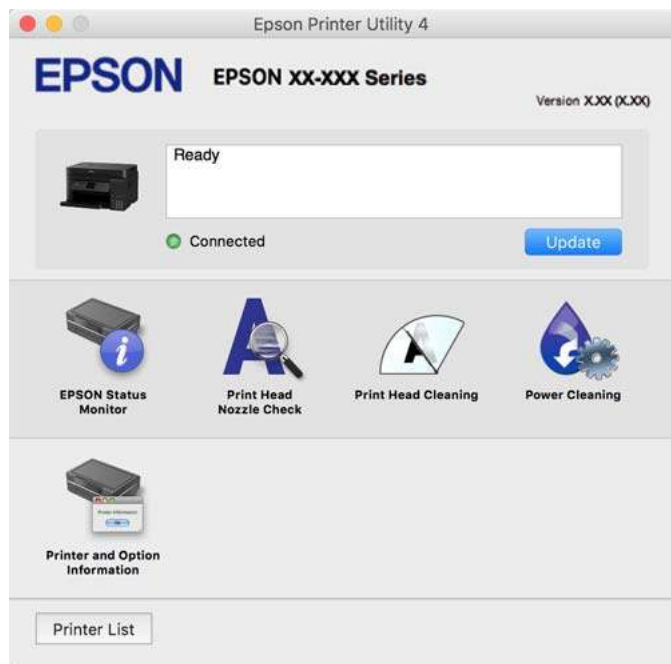 Epson Printer Utility 4
EPSON
EPSON XX-XXX Series
Version X.XX (X.XX)
Ready
Connected
Update
EPSON Status
Monitor
Print Head
Nozzle Check
Print Head Cleaning
Power Cleaning
Printer and Option
Information
Printer List